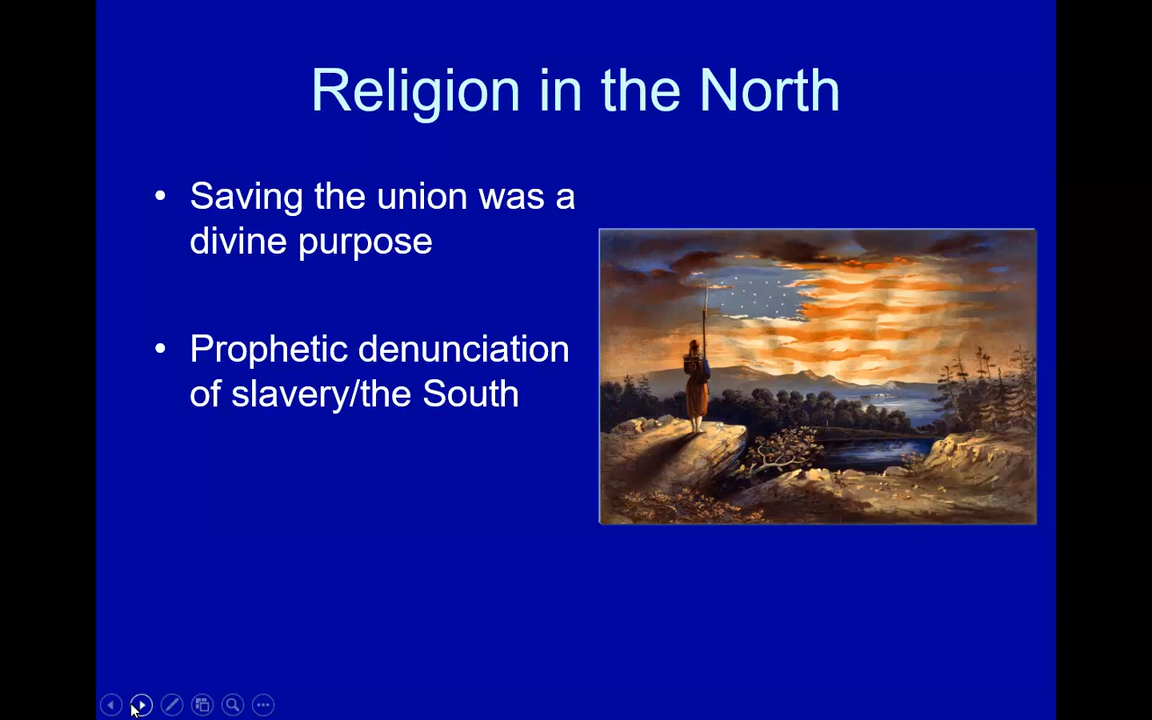 Religion in the North
• Saving the union was a
divine purpose
• Prophetic denunciation
of slavery/the South